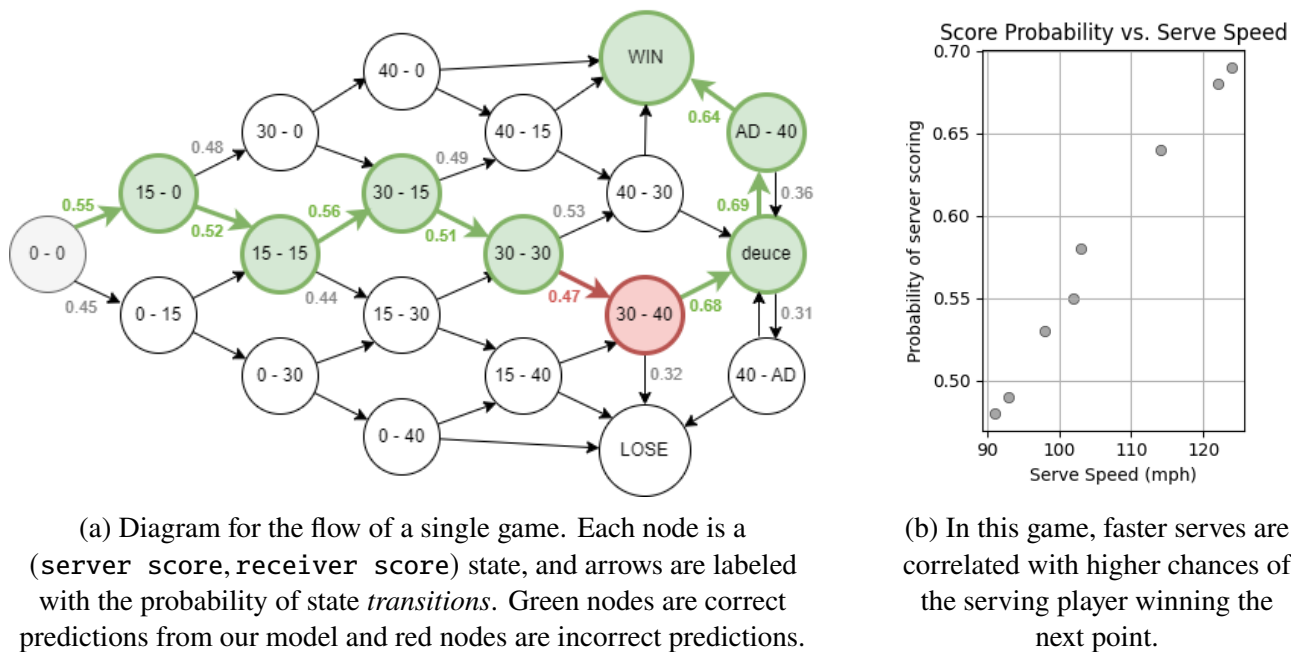 40 - 0
WIN
30 - 0
40 - 15
AD - 40
0.64
0.48
0.49
15 - 0
30 - 15
40 - 30
0.36
0.55
0.52
0.56
0.51
0.53
0.69
0 - 0
15 - 15
30 - 30
deuce
0.45
0.44
0.47
0.68
0 - 15
15 - 30
30 - 40
0.31
0 - 30
15 - 40
0.32
40 - AD
0 - 40
LOSE
(a) Diagram for the flow of a single game. Each node is a
(server score, receiver score) state, and arrows are labeled
with the probability of state transitions. Green nodes are correct
predictions from our model and red nodes are incorrect predictions.
Score Probability vs. Serve Speed
0.70
0.65
0.60
0.55
0.50
Probability of server scoring
90 100 110 120
Serve Speed (mph)
(b) In this game, faster serves are
correlated with higher chances of
the serving player winning the
next point.